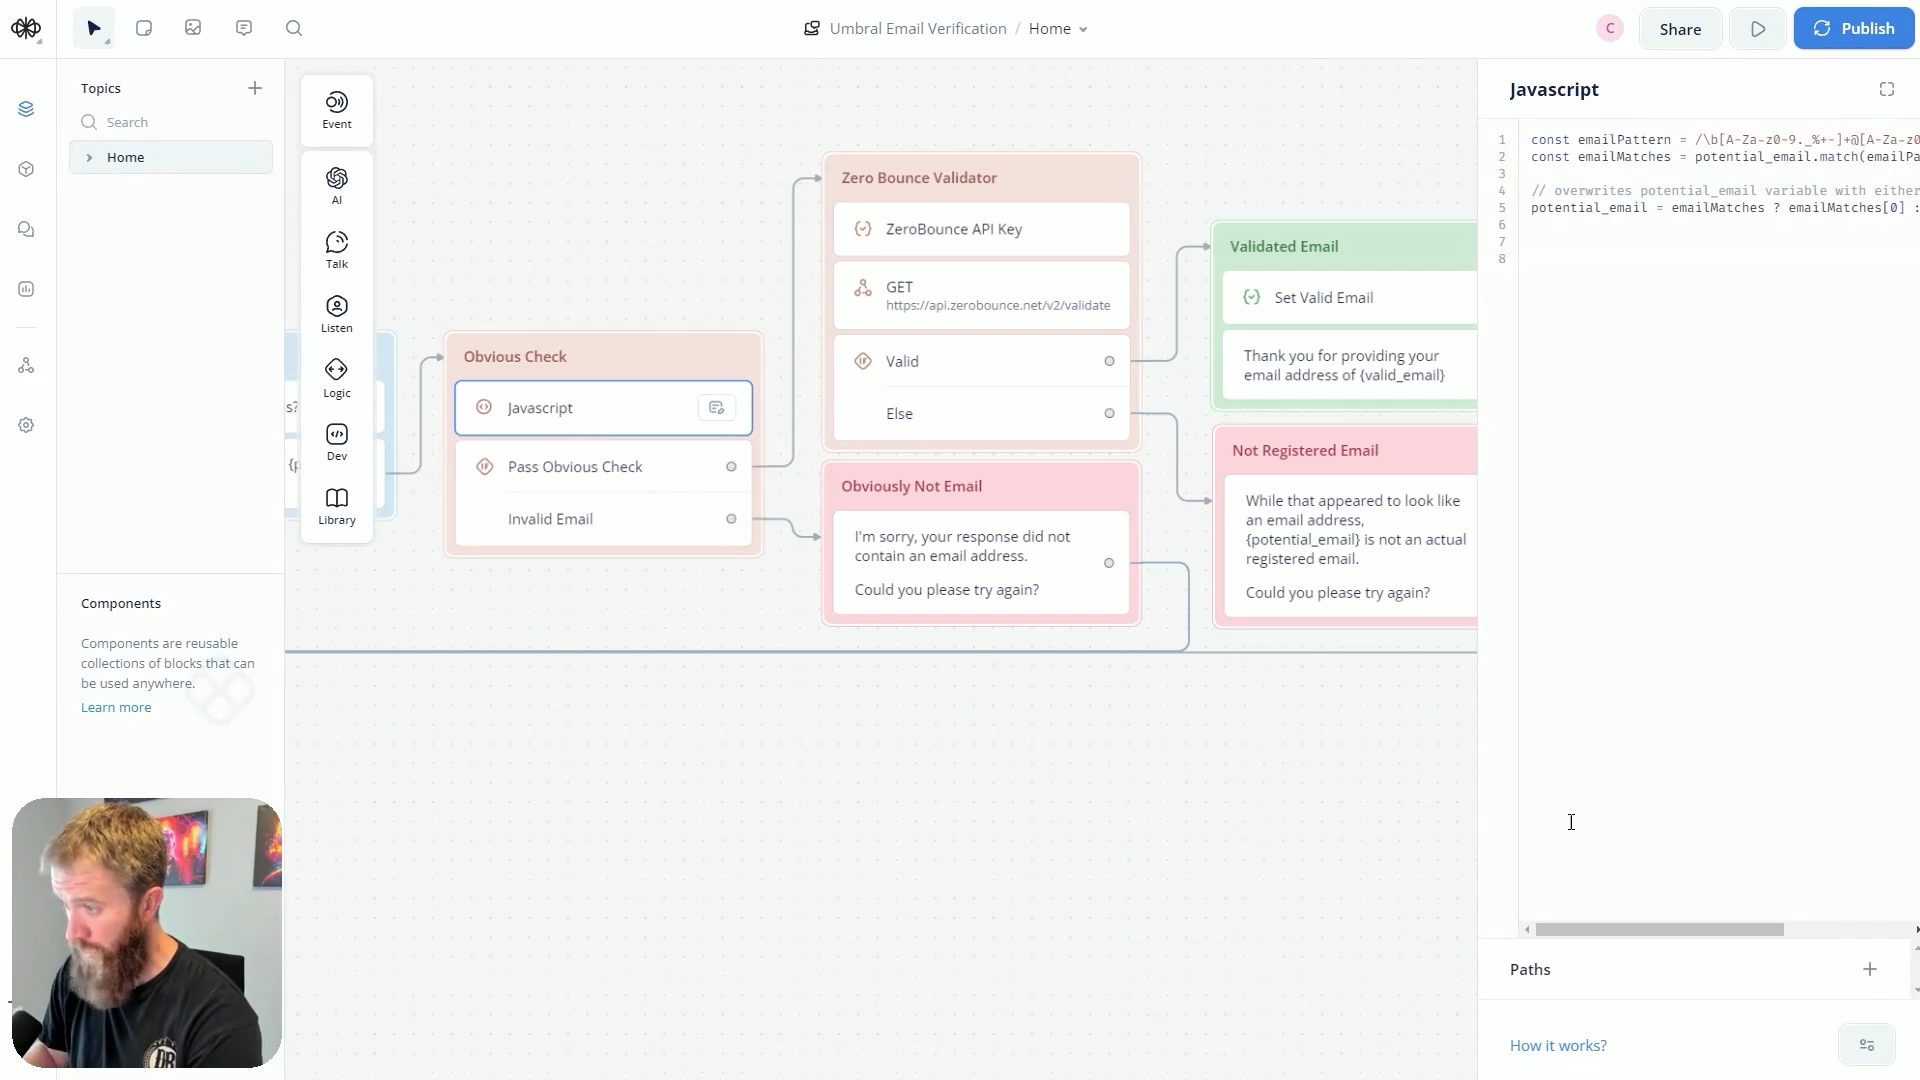 Umbral Email Verification / Home
C
Share
Publish
Topics
Search
Home
Components
Components are reusable
collections of blocks that can
be used anywhere.
Learn more
Event
AI
Talk
Listen
Logic
Dev
Library
s?
{p
Obvious Check
Javascript
Pass Obvious Check
Invalid Email
Zero Bounce Validator
ZeroBounce API Key
GET
https://api.zerobounce.net/v2/validate
IF Valid
Else
Obviously Not Email
I'm sorry, your response did not
contain an email address.
Could you please try again?
Validated Email
Set Valid Email
Thank you for providing your
email address of {valid_email}
Not Registered Email
While that appeared to look like
an email address,
{potential_email} is not an actual
registered email.
Could you please try again?
Javascript
1 const emailPattern = /\b[A-Za-z0-9._%+-]+@[A-Za-z0
2 const emailMatches = potential_email.match(emailPa
3
4 // overwrites potential_email variable with either
5 potential_email = emailMatches ? emailMatches[0] :
6
7
8
Paths
How it works?
DB